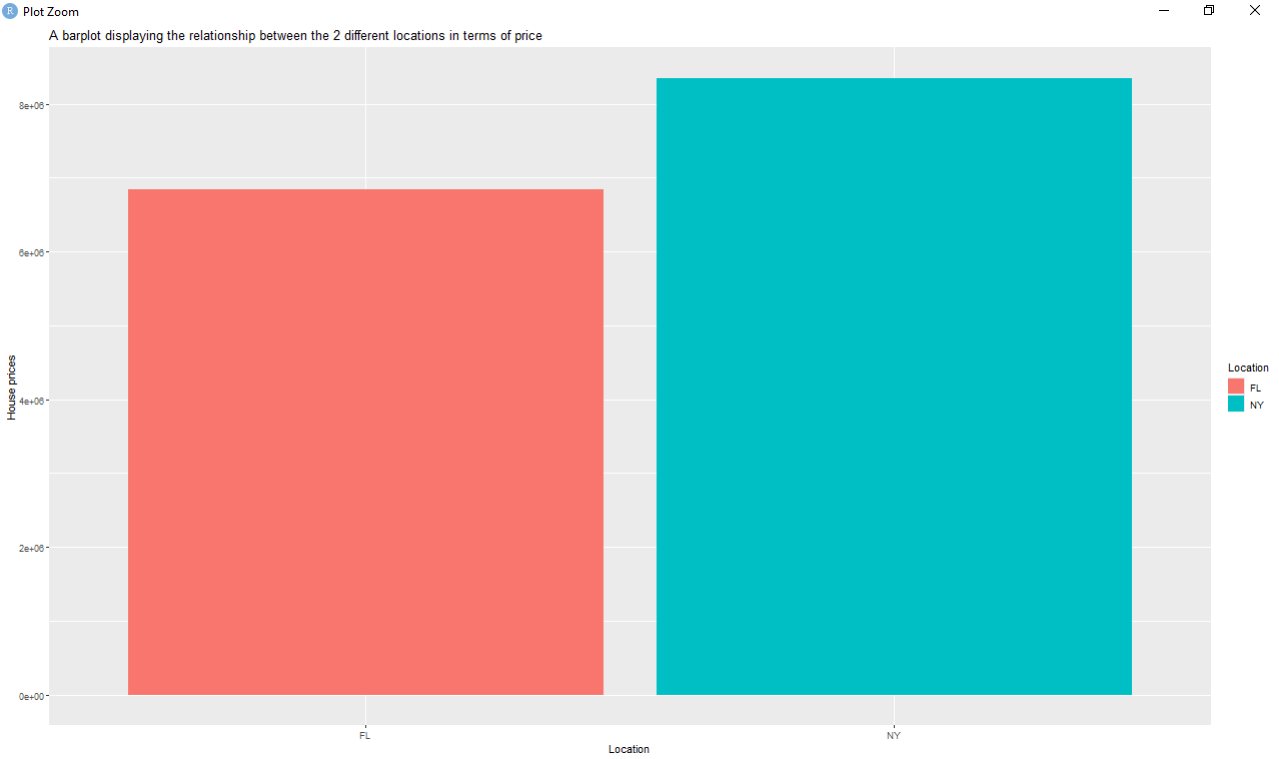 R Plot Zoom
A barplot displaying the relationship between the 2 different locations in terms of price
8e+06
6e+06
4e+06
2e+06
0e+00
House prices
FL
NY
Location
Location
FL
NY